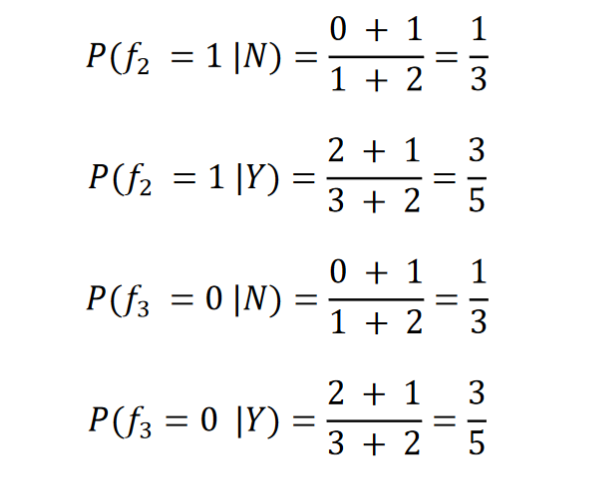 P(f₂ = 1 |N) = (0 + 1)/(1 + 2) = 1/3
P(f₂ = 1 |Y) = (2 + 1)/(3 + 2) = 3/5
P(f₃ = 0 |N) = (0 + 1)/(1 + 2) = 1/3
P(f₃ = 0 |Y) = (2 + 1)/(3 + 2) = 3/5